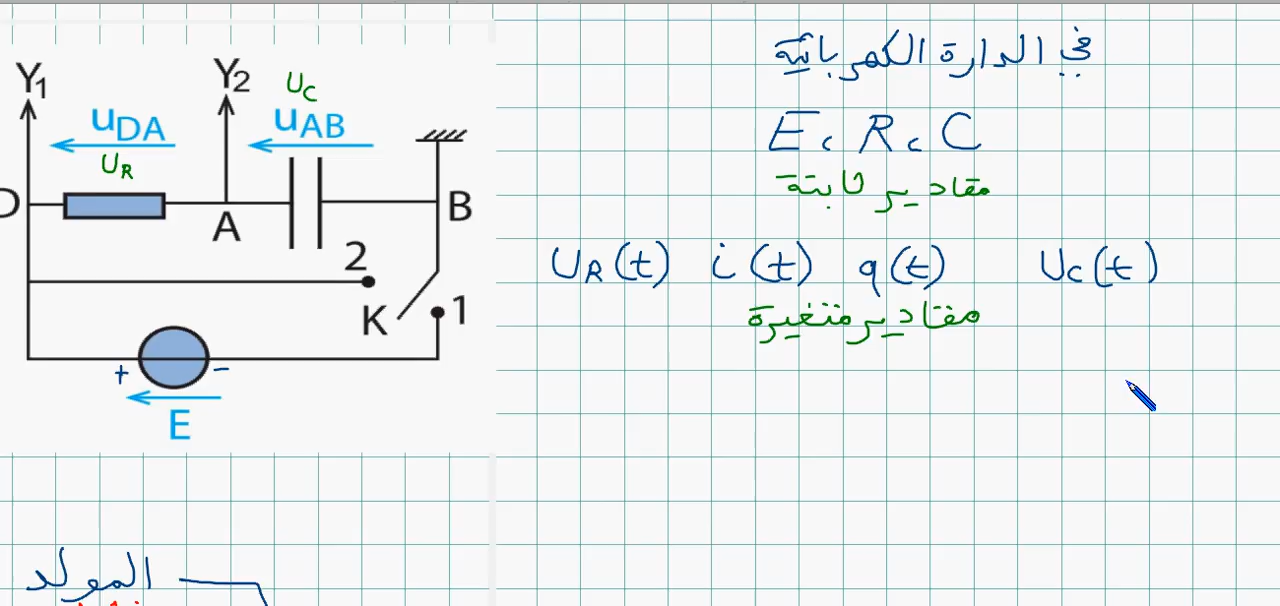 Y1
Y2
UC
uDA
uAB
UR
D
A
B
2
K
1
+
-
E
المولد
في الدارة الكهربائية
E، R، C
مقادير ثابتة
UR(t) i(t) q(t) UC(t)
مقادير متغيرة